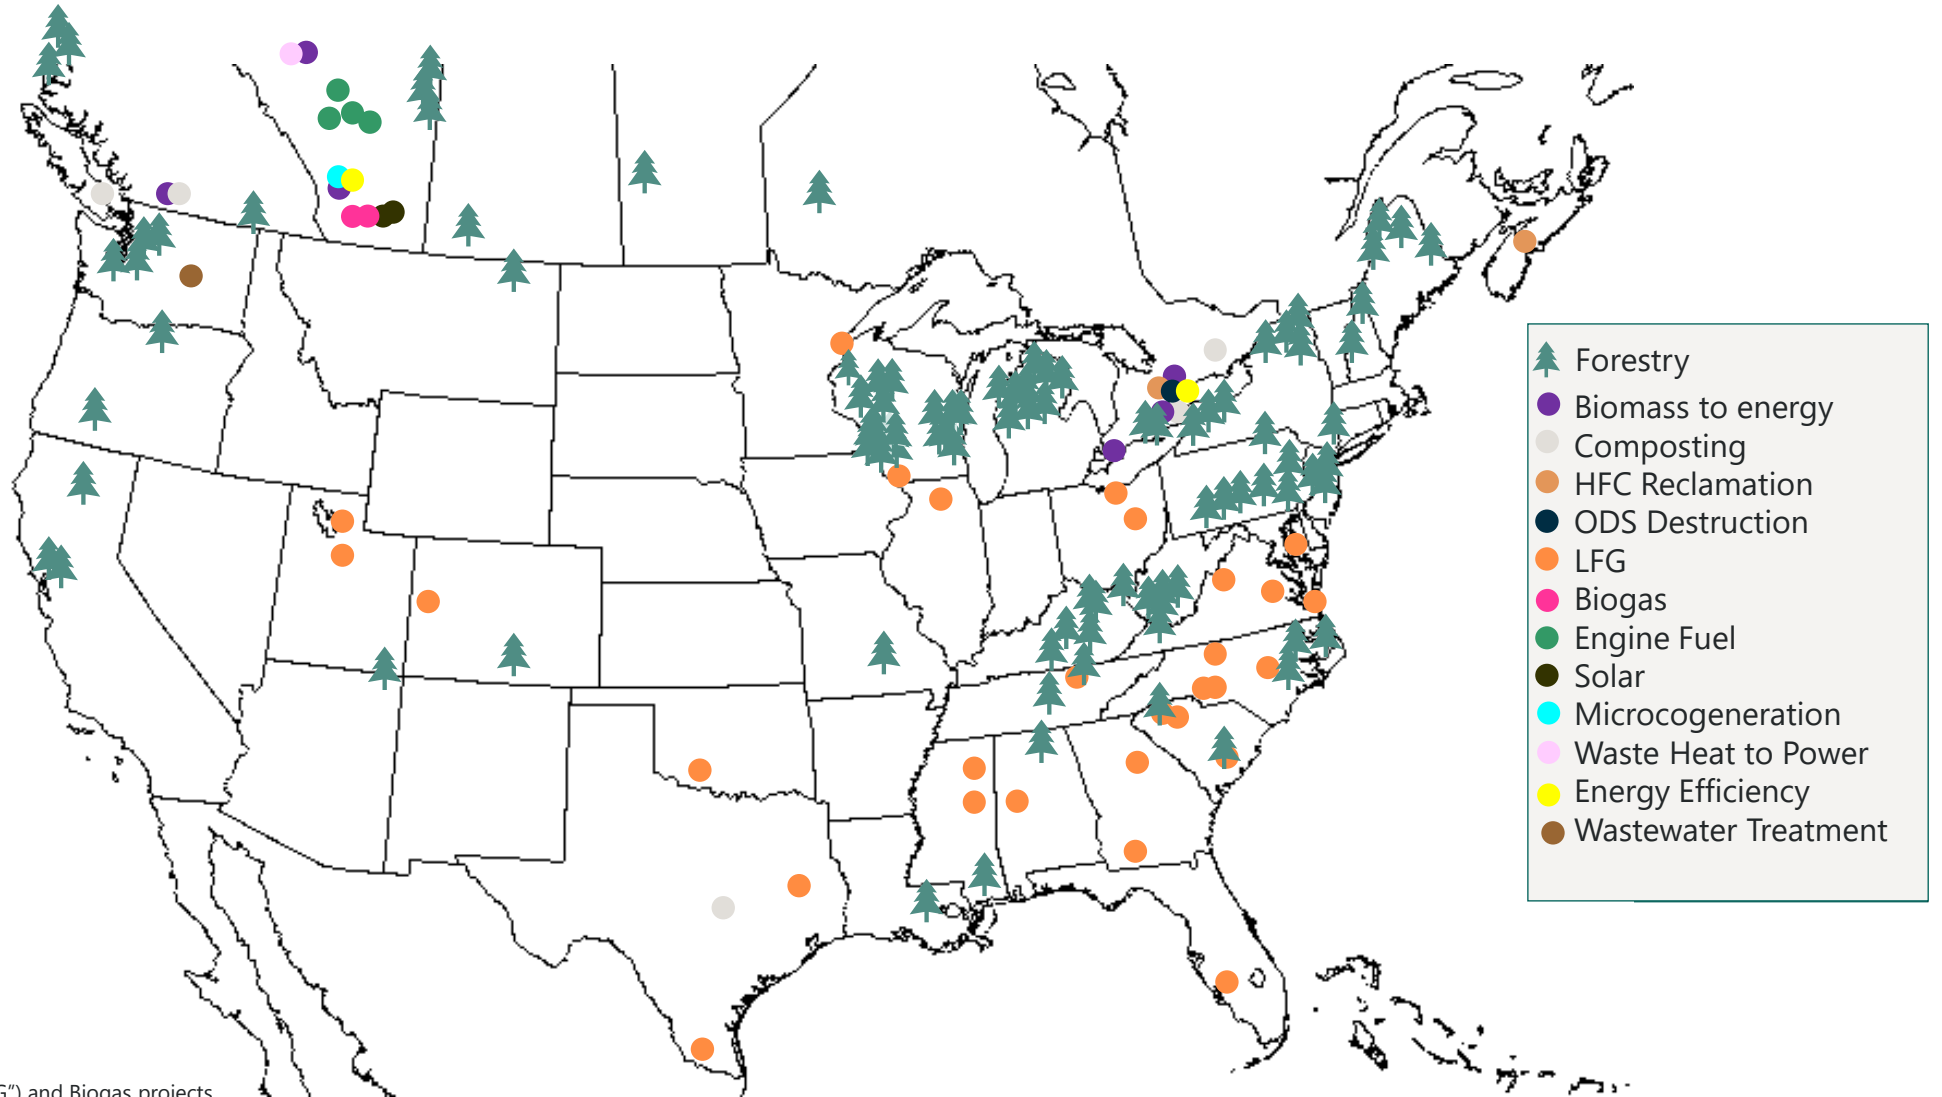 Forestry
Biomass to energy
Composting
HFC Reclamation
ODS Destruction
LFG
Biogas
Engine Fuel
Solar
Microcogeneration
Waste Heat to Power
Energy Efficiency
Wastewater Treatment
G”) and Biogas projects